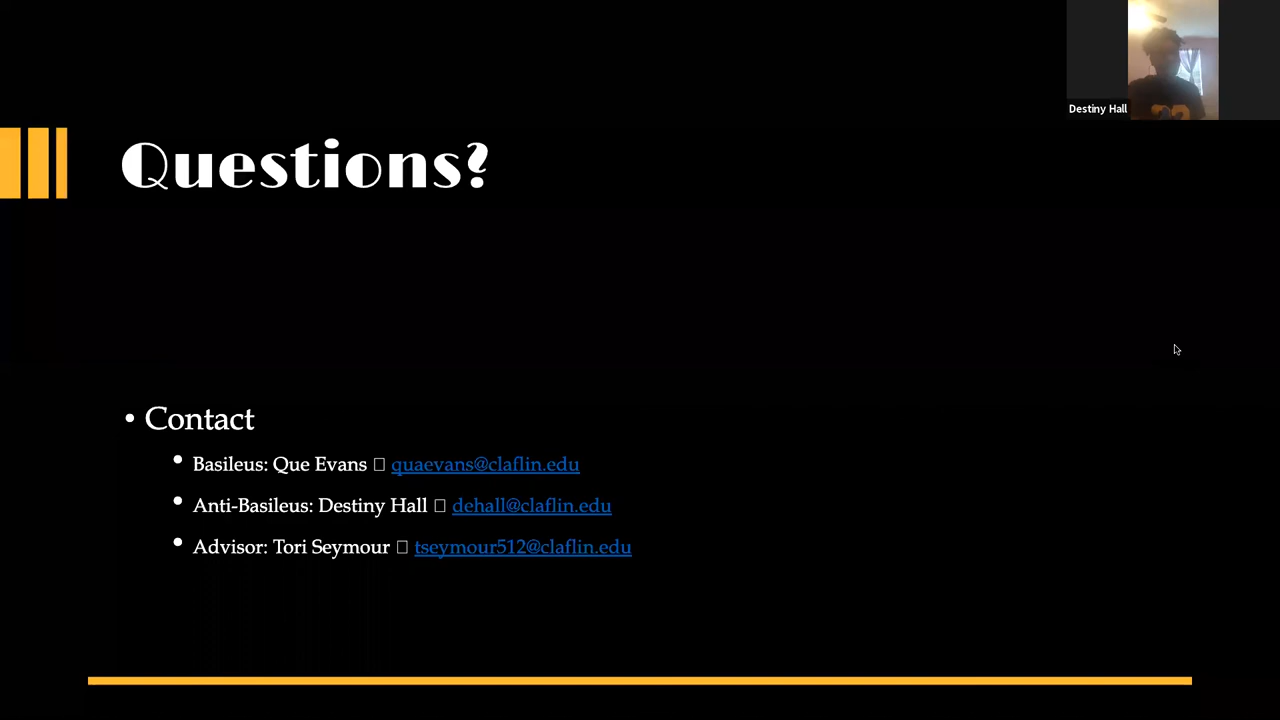 Destiny Hall
Questions?
• Contact
• Basileus: Que Evans □ quaevans@claflin.edu
• Anti-Basileus: Destiny Hall □ dehall@claflin.edu
• Advisor: Tori Seymour □ tseymour512@claflin.edu